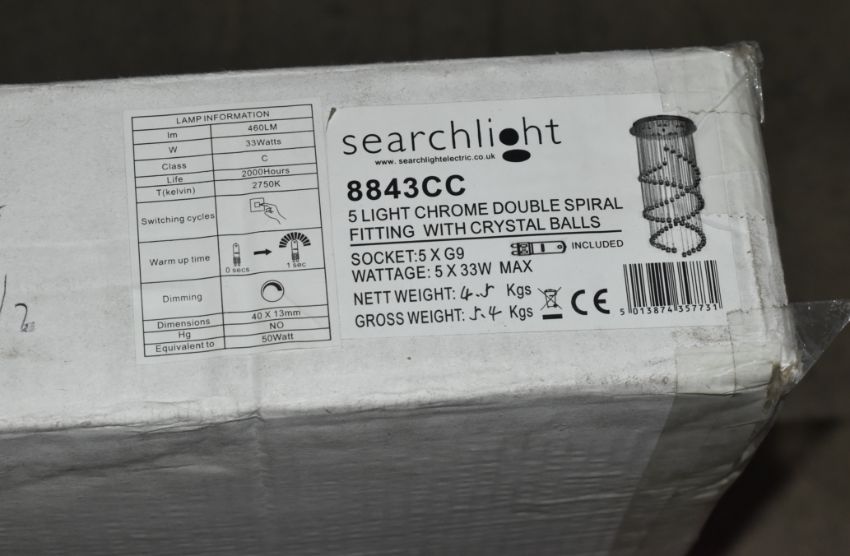 LAMP INFORMATION
lm 460LM
W 33Watts
Class C
Life 2000Hours
T(kelvin) 2750K
Switching cycles
Warm up time 0 secs 1 sec
Dimming
Dimensions 40 X 13mm
Hg NO
Equivalent to 50Watt
searchlight
www.searchlightelectric.co.uk
8843CC
5 LIGHT CHROME DOUBLE SPIRAL
FITTING WITH CRYSTAL BALLS
SOCKET:5 X G9 INCLUDED
WATTAGE: 5 X 33W MAX
NETT WEIGHT: 4.5 Kgs
GROSS WEIGHT: 5.4 Kgs
CE
5 013874 357731